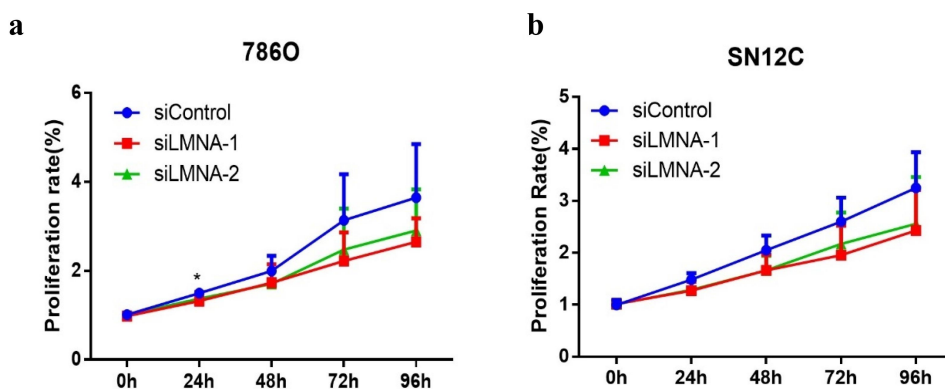 a
786O
Proliferation rate(%)
6
4
2
0
siControl
siLMNA-1
siLMNA-2
*
0h 24h 48h 72h 96h
b
SN12C
Proliferation Rate(%)
5
4
3
2
1
0
siControl
siLMNA-1
siLMNA-2
0h 24h 48h 72h 96h